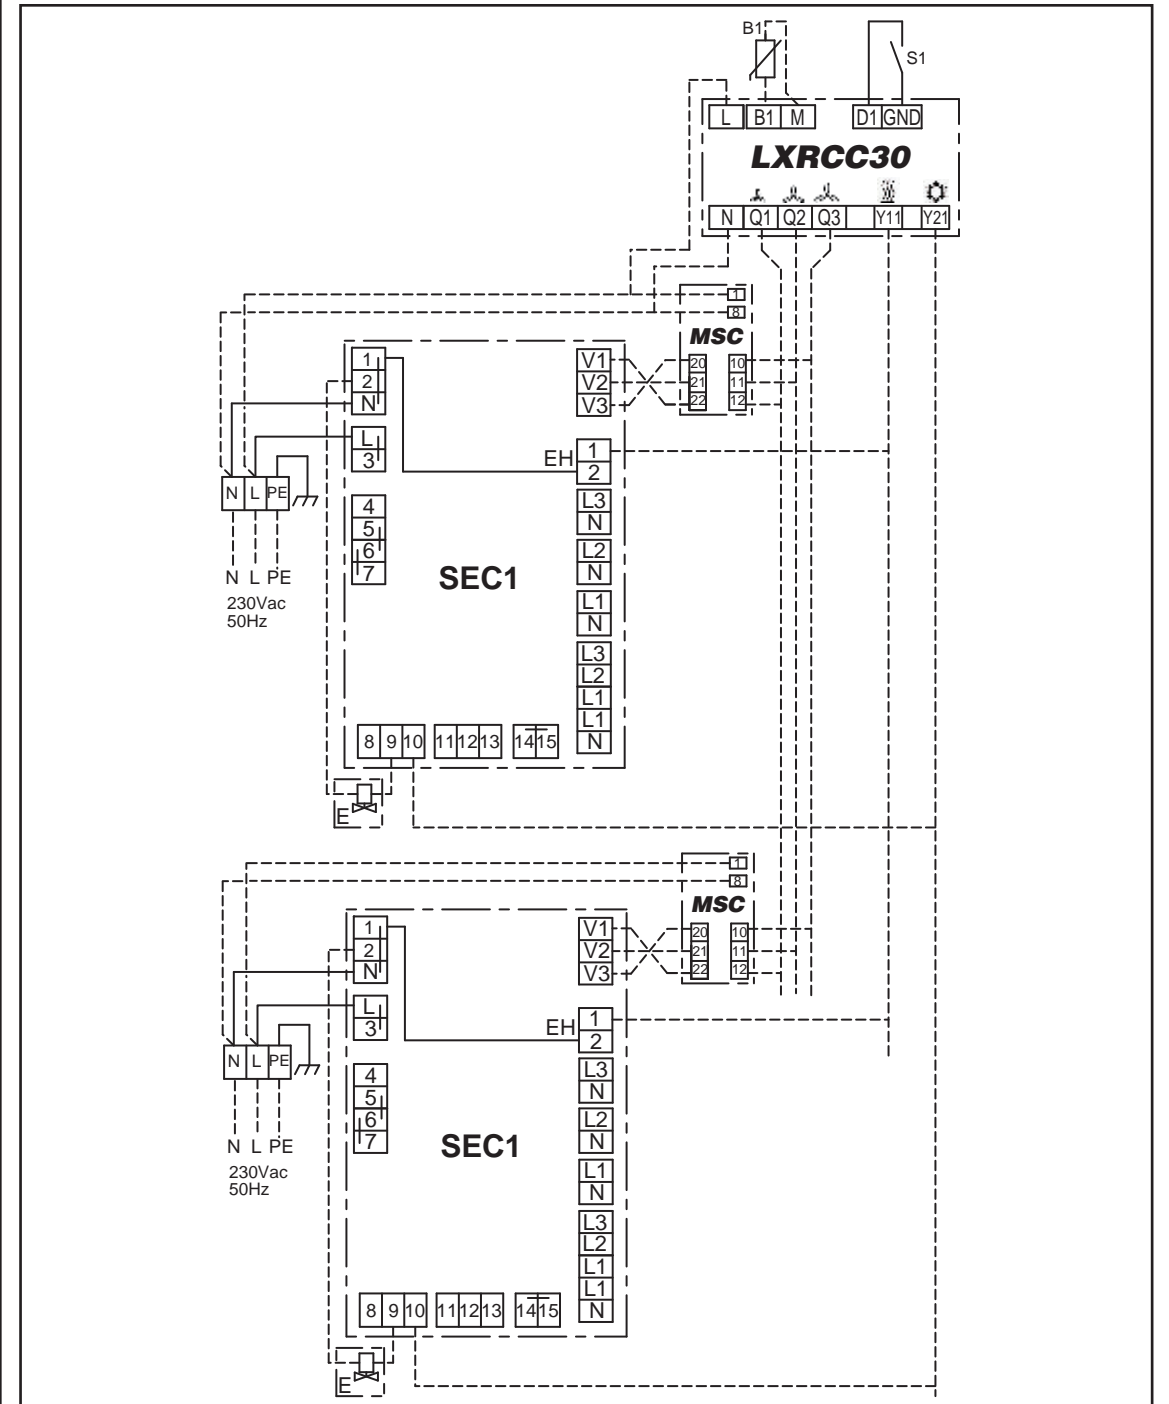 B1
S1
L B1 M D1 GND
LXRCC30
N Q1 Q2 Q3 Y11 Y21
1
8
MSC
20 10
21 11
22 12
1
2
N
L
3
4
5
6
7
V1
V2
V3
EH
1
2
L3
N
L2
N
L1
N
L3
L2
L1
L1
N
SEC1
N L PE
N L PE
230Vac
50Hz
8 9 10 11 12 13 14 15
E
1
8
MSC
20 10
21 11
22 12
1
2
N
L
3
4
5
6
7
V1
V2
V3
EH
1
2
L3
N
L2
N
L1
N
L3
L2
L1
L1
N
SEC1
N L PE
N L PE
230Vac
50Hz
8 9 10 11 12 13 14 15
E